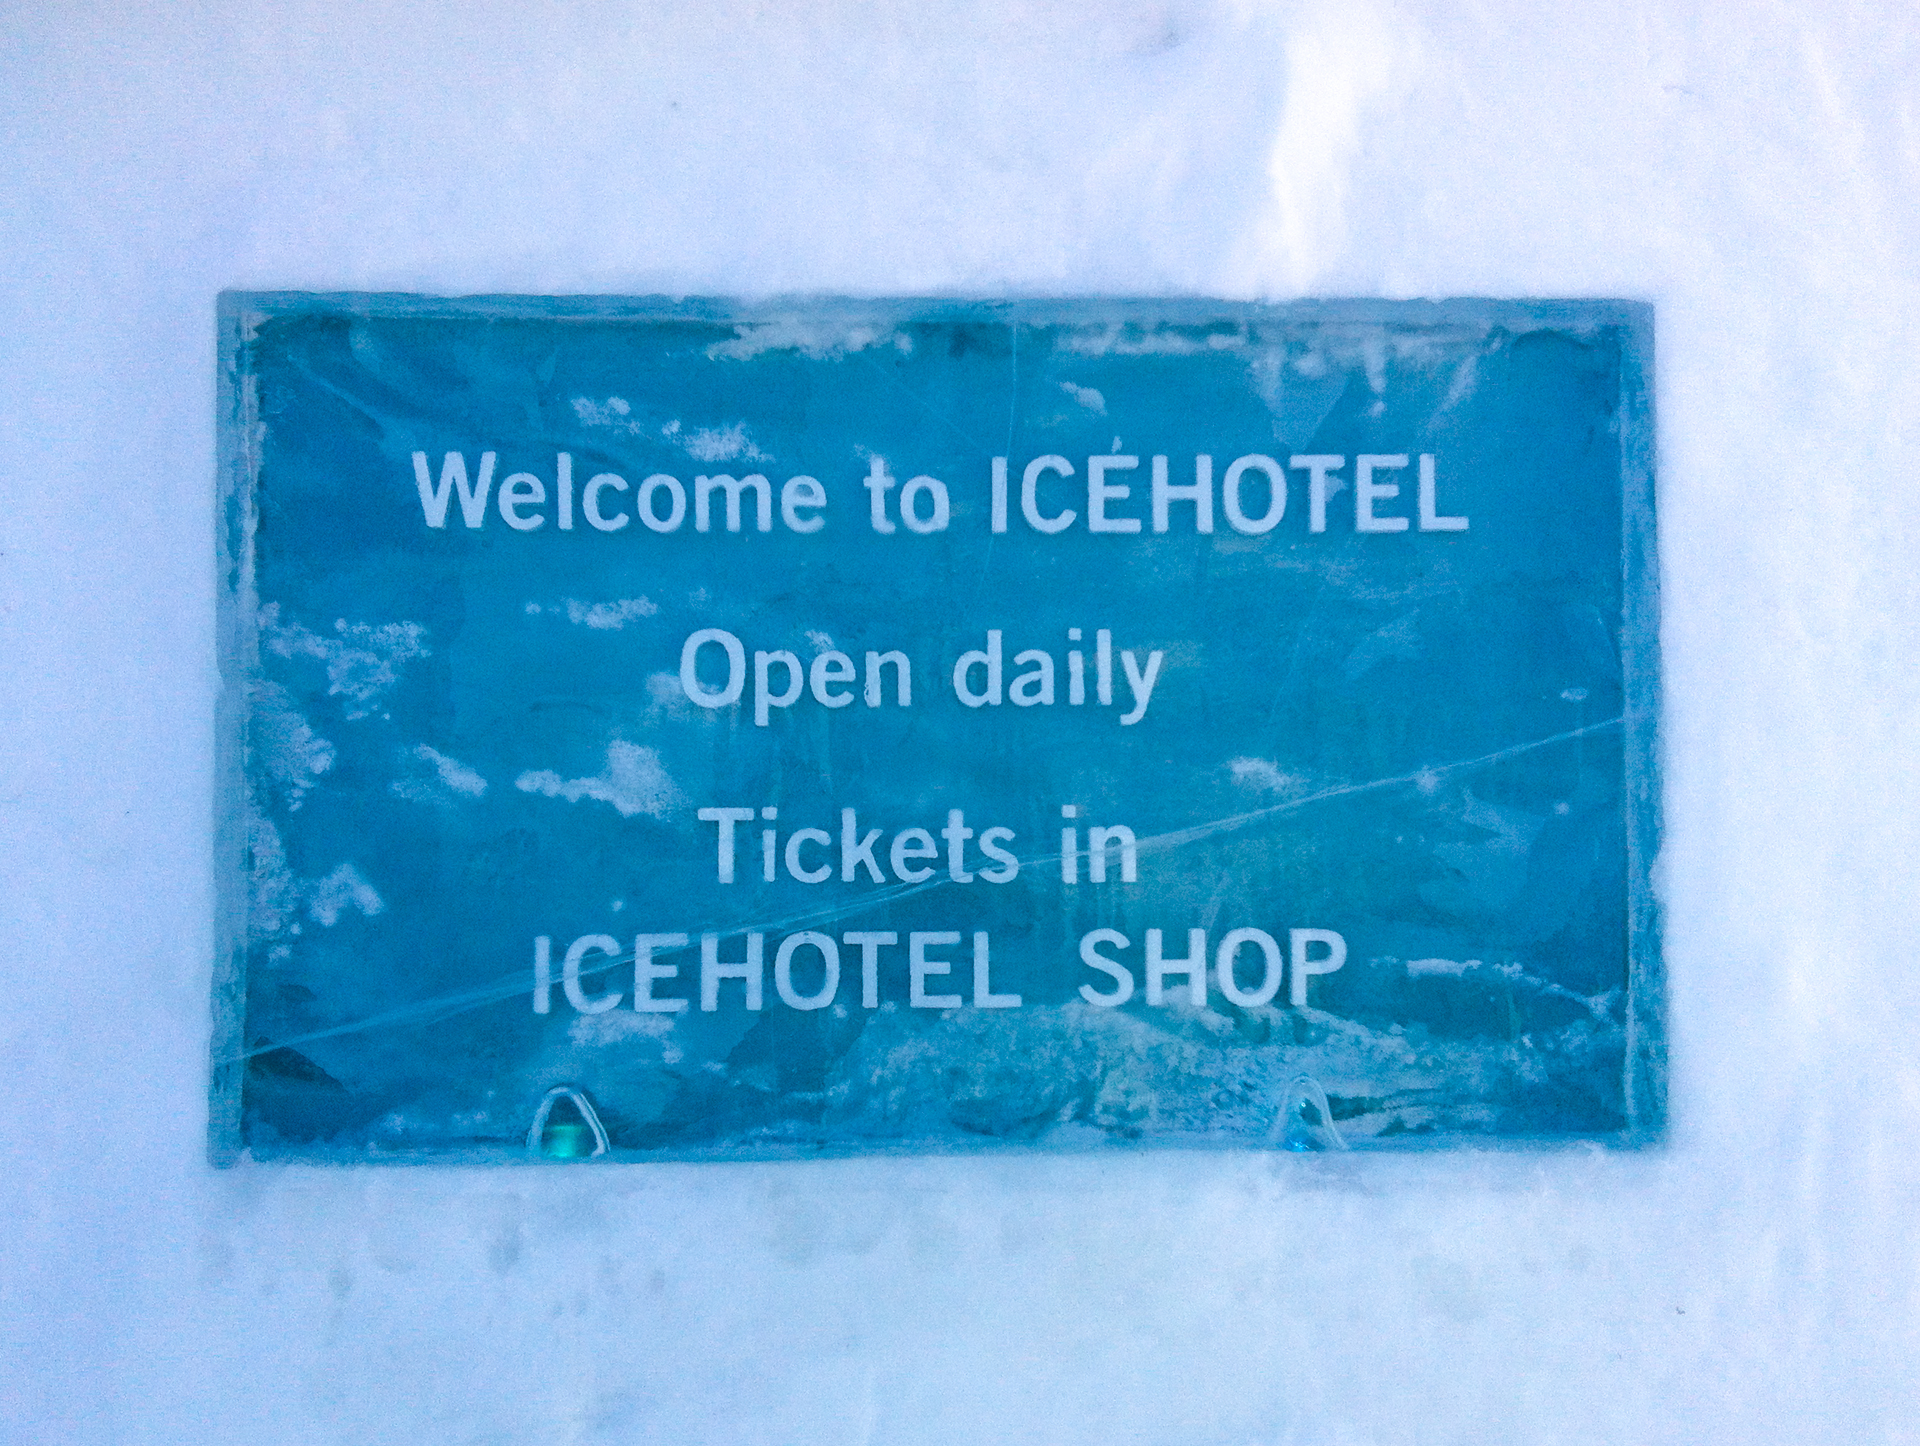 Welcome to ICEHOTEL
Open daily
Tickets in
ICEHOTEL SHOP